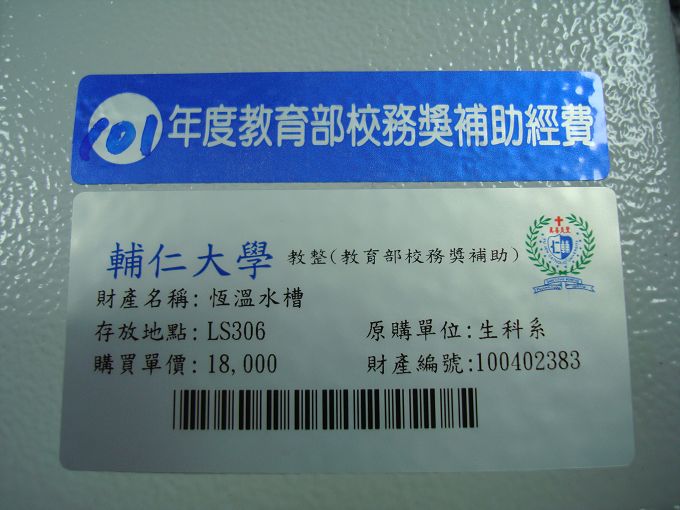 101年度教育部校務獎補助經費
輔仁大學 教整(教育部校務獎補助)
財產名稱: 恆溫水槽
存放地點: LS306 原購單位:生科系
購買單價: 18,000 財產編號:100402383